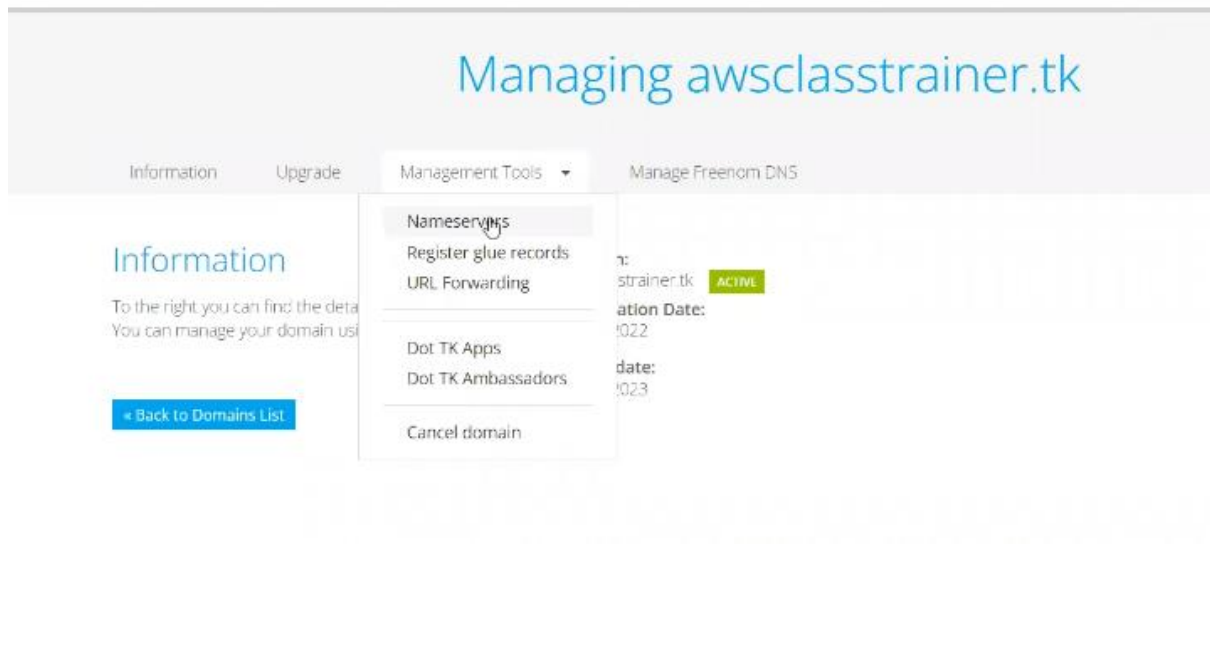 Managing awsclasstrainer.tk
Information
Upgrade
Management Tools
Manage Freenom DNS
Nameservers
Register glue records
URL Forwarding
Dot TK Apps
Dot TK Ambassadors
Cancel domain
Information
To the right you can find the deta
You can manage your domain usi
« Back to Domains List
n:
strainer.tk ACTIVE
ation Date:
2022
date:
2023